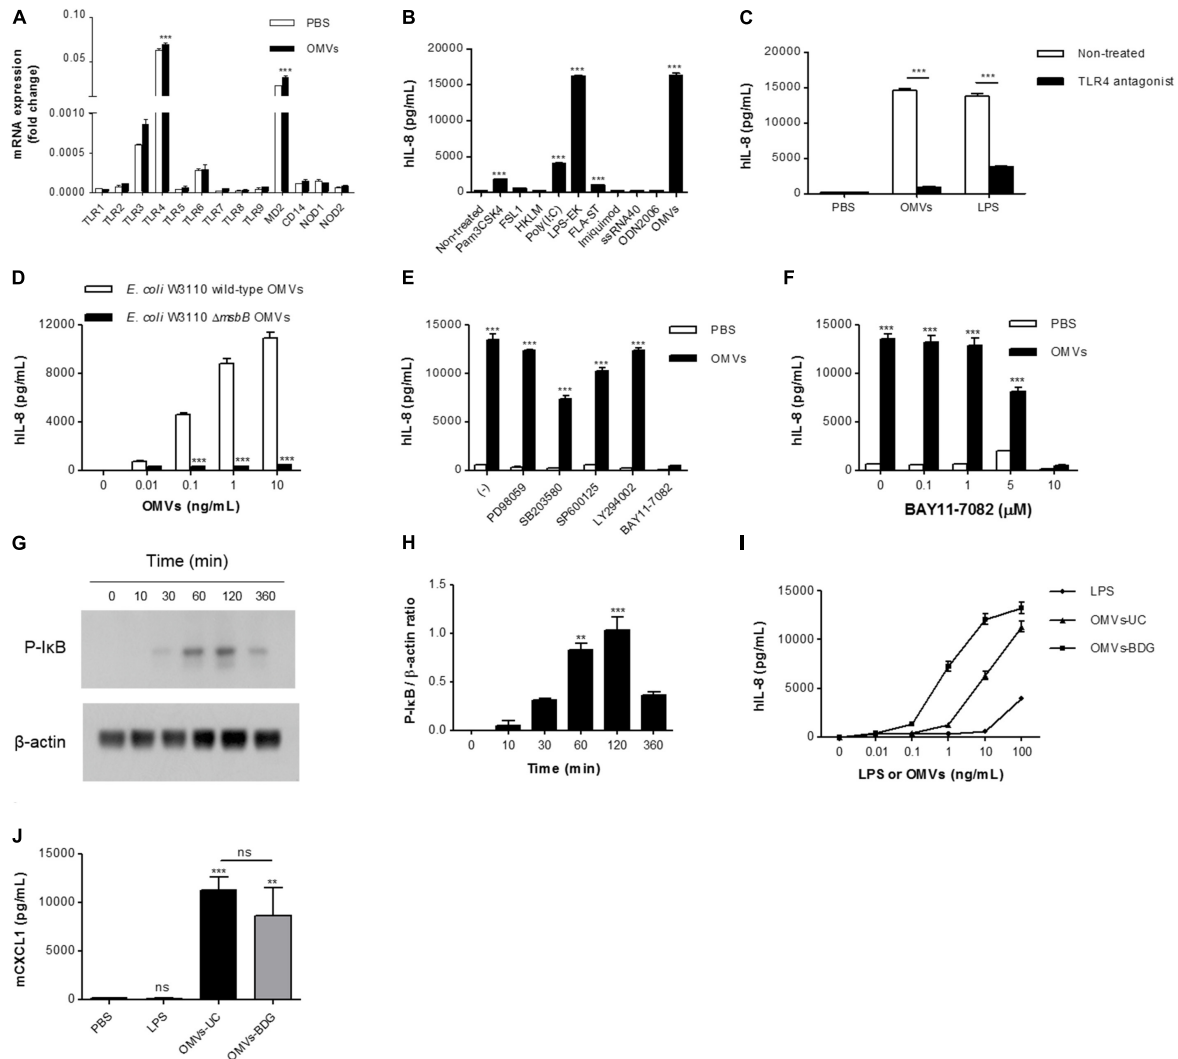 A
mRNA expression
(fold change)
0.10
0.05
0.0010
0.0005
0.0000
PBS
OMVs
***
***
TLR1
TLR2
TLR3
TLR4
TLR5
TLR6
TLR7
TLR8
TLR9
MD2
CD14
NOD1
NOD2
B
hIL-8 (pg/mL)
20000
15000
10000
5000
0
***
***
***
***
***
Non-treated
Pam3CSK4
FSL1
HKLM
Poly(I:C)
LPS-EK
FLA-ST
Imiquimod
ssRNA40
ODN2006
OMVs
C
hIL-8 (pg/mL)
20000
15000
10000
5000
0
Non-treated
TLR4 antagonist
***
***
PBS
OMVs
LPS
D
E. coli W3110 wild-type OMVs
E. coli W3110 ΔmsbB OMVs
hIL-8 (pg/mL)
12000
8000
4000
0
***
***
***
0
0.01
0.1
1
10
OMVs (ng/mL)
E
hIL-8 (pg/mL)
15000
10000
5000
0
PBS
OMVs
***
***
***
***
***
(-)
PD98059
SB203580
SP600125
LY294002
BAY11-7082
F
hIL-8 (pg/mL)
15000
10000
5000
0
PBS
OMVs
***
***
***
***
0
0.1
1
5
10
BAY11-7082 (μM)
G
Time (min)
0 10 30 60 120 360
P-IκB
β-actin
H
P-IκB / β-actin ratio
1.5
1.0
0.5
0.0
**
***
0
10
30
60
120
360
Time (min)
I
hIL-8 (pg/mL)
15000
10000
5000
0
LPS
OMVs-UC
OMVs-BDG
0
0.01
0.1
1
10
100
LPS or OMVs (ng/mL)
J
mCXCL1 (pg/mL)
15000
10000
5000
0
ns
***
**
ns
PBS
LPS
OMVs-UC
OMVs-BDG